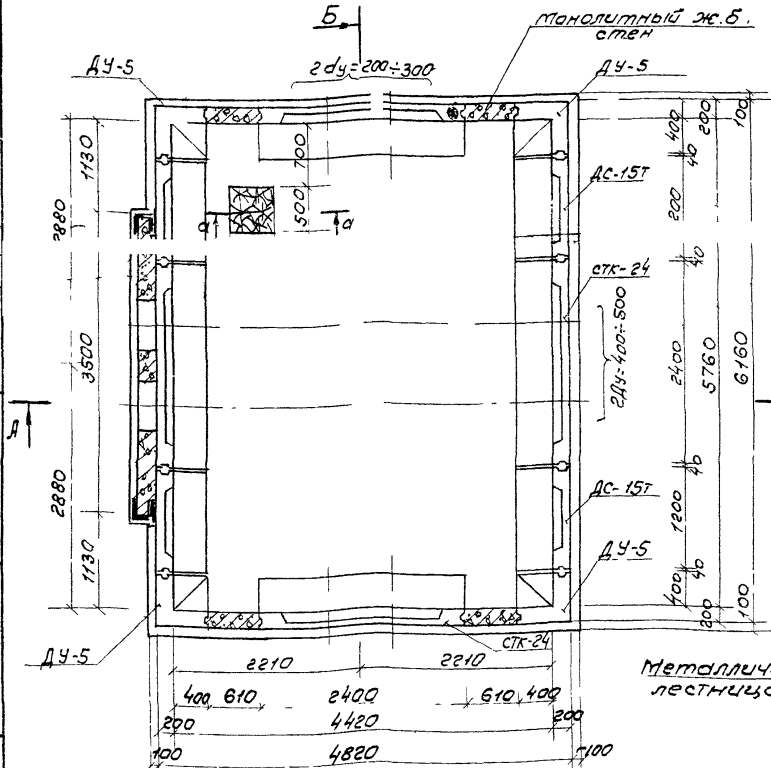 Б
Монолитный ж.б.
стен
2dу=200÷300
ДУ-5
ДУ-5
1130
2880
3500
2880
1130
700
500
а
а
А
400
40
200
40
2400
40
1200
40
400
200
5760
200
100
6160
100
ДС-15Т
СТК-24
2ДУ=400÷500
ДС-15Т
ДУ-5
ДУ-5
СТК-24
2210
2210
400
610
2400
610
400
200
4420
200
100
4820
100
Металлич
лестница